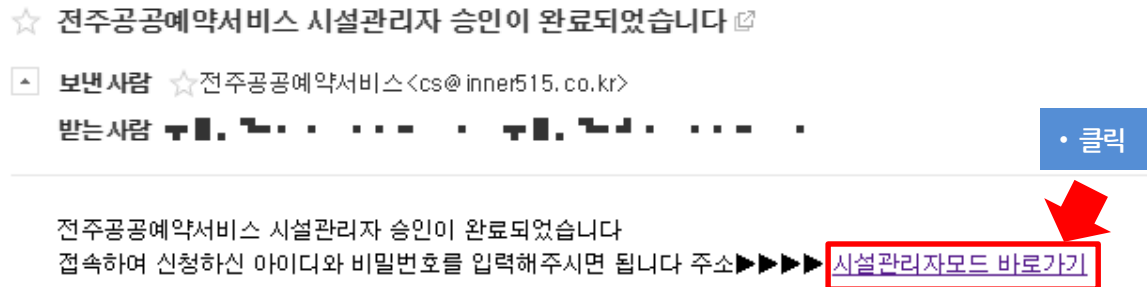 전주공공예약서비스 시설관리자 승인이 완료되었습니다
보낸사람 ☆전주공공예약서비스<cs@inner515.co.kr>
받는사람
• 클릭
전주공공예약서비스 시설관리자 승인이 완료되었습니다
접속하여 신청하신 아이디와 비밀번호를 입력해주시면 됩니다 주소▶▶▶▶ 시설관리자모드 바로가기